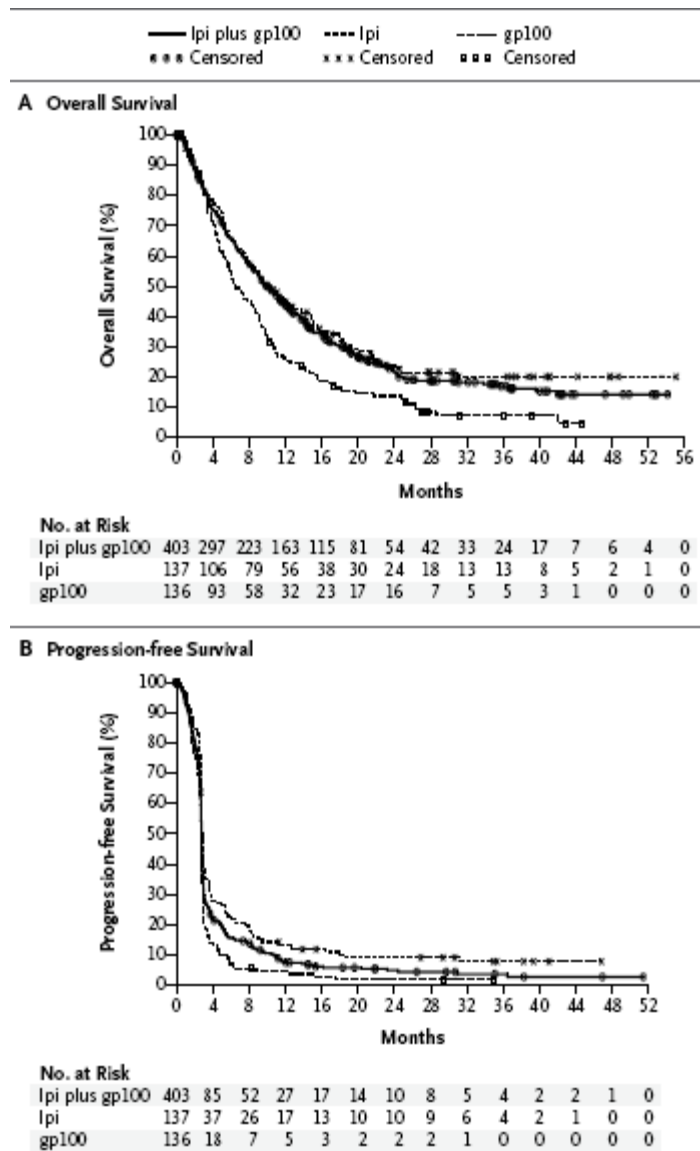 Ipi plus gp100 Ipi gp100
Censored Censored Censored
A Overall Survival
100
90
80
70
60
50
40
30
20
10
0
Overall Survival (%)
0 4 8 12 16 20 24 28 32 36 40 44 48 52 56
Months
No. at Risk
Ipi plus gp100 403 297 223 163 115 81 54 42 33 24 17 7 6 4 0
Ipi 137 106 79 56 38 30 24 18 13 13 8 5 2 1 0
gp100 136 93 58 32 23 17 16 7 5 5 3 1 0 0 0
B Progression-free Survival
100
90
80
70
60
50
40
30
20
10
0
Progression-free Survival (%)
0 4 8 12 16 20 24 28 32 36 40 44 48 52
Months
No. at Risk
Ipi plus gp100 403 85 52 27 17 14 10 8 5 4 2 2 1 0
Ipi 137 37 26 17 13 10 10 9 6 4 2 1 0 0
gp100 136 18 7 5 3 2 2 2 1 0 0 0 0 0